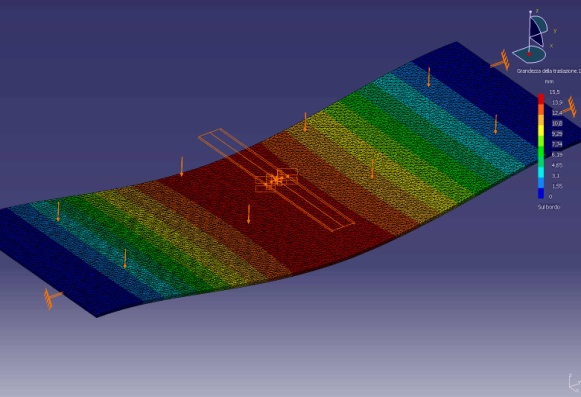 z
Y
X
Grandezza della traslazione.1
mm
15,5
13,9
12,4
10,8
9,29
7,74
6,19
4,65
3,1
1,55
0
Sul bordo